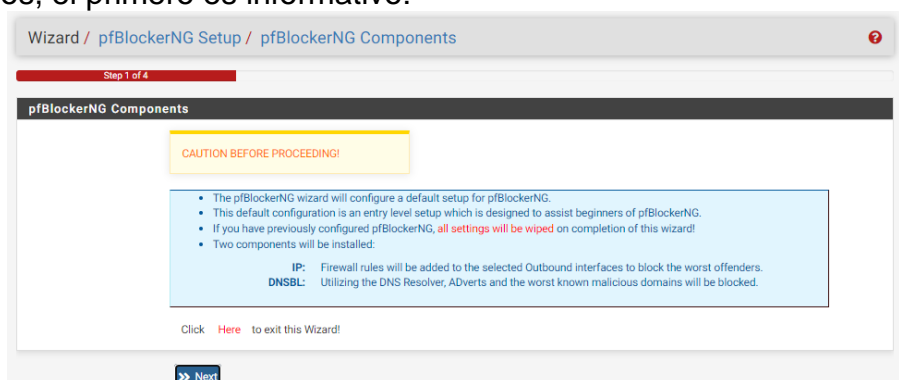 es, el primero es informativo.
Wizard / pfBlockerNG Setup / pfBlockerNG Components
Step 1 of 4
pfBlockerNG Components
CAUTION BEFORE PROCEEDING!
• The pfBlockerNG wizard will configure a default setup for pfBlockerNG.
• This default configuration is an entry level setup which is designed to assist beginners of pfBlockerNG.
• If you have previously configured pfBlockerNG, all settings will be wiped on completion of this wizard!
• Two components will be installed:
IP: Firewall rules will be added to the selected Outbound interfaces to block the worst offenders.
DNSBL: Utilizing the DNS Resolver, ADverts and the worst known malicious domains will be blocked.
Click Here to exit this Wizard!
>> Next